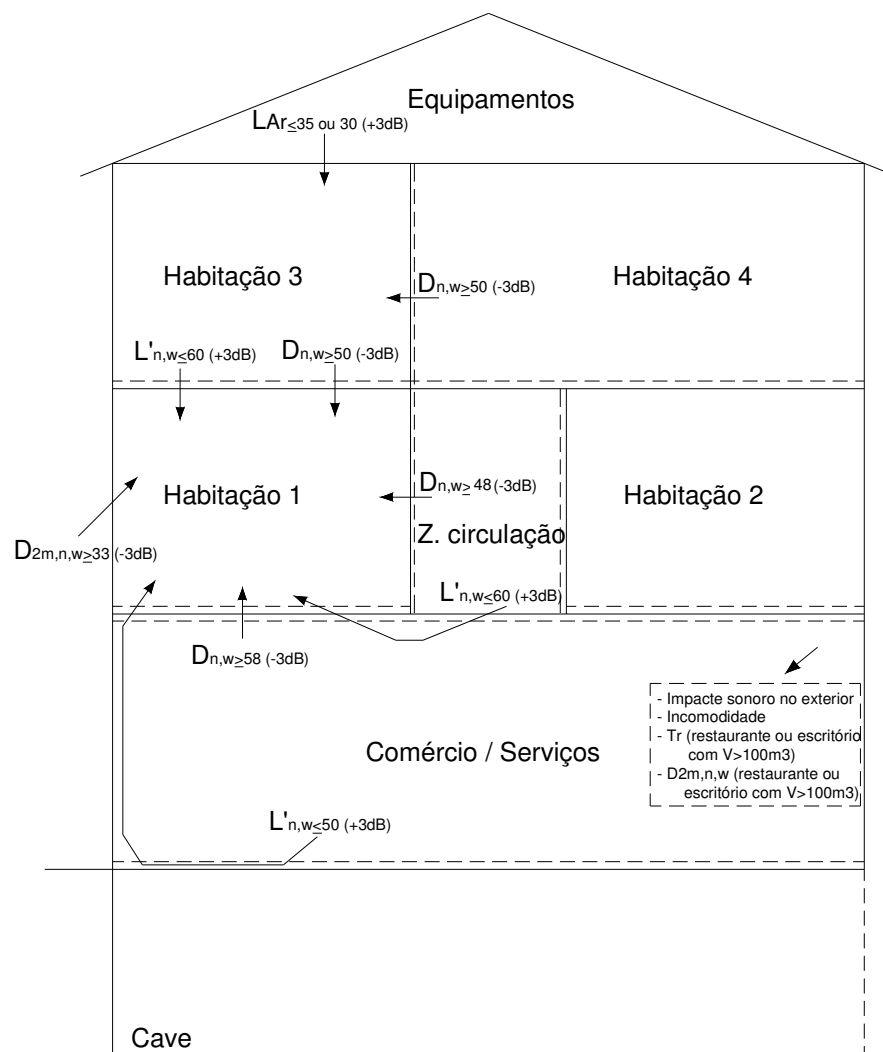 Equipamentos
LAr≤35 ou 30 (+3dB)
Habitação 3
Habitação 4
Dn,w≥50 (-3dB)
L'n,w≤60 (+3dB)
Dn,w≥50 (-3dB)
Habitação 1
Dn,w≥ 48 (-3dB)
Habitação 2
Z. circulação
D2m,n,w≥33 (-3dB)
L'n,w≤60 (+3dB)
Dn,w≥58 (-3dB)
- Impacte sonoro no exterior
- Incomodidade
- Tr (restaurante ou escritório
com V>100m3)
- D2m,n,w (restaurante ou
escritório com V>100m3)
Comércio / Serviços
L'n,w≤50 (+3dB)
Cave